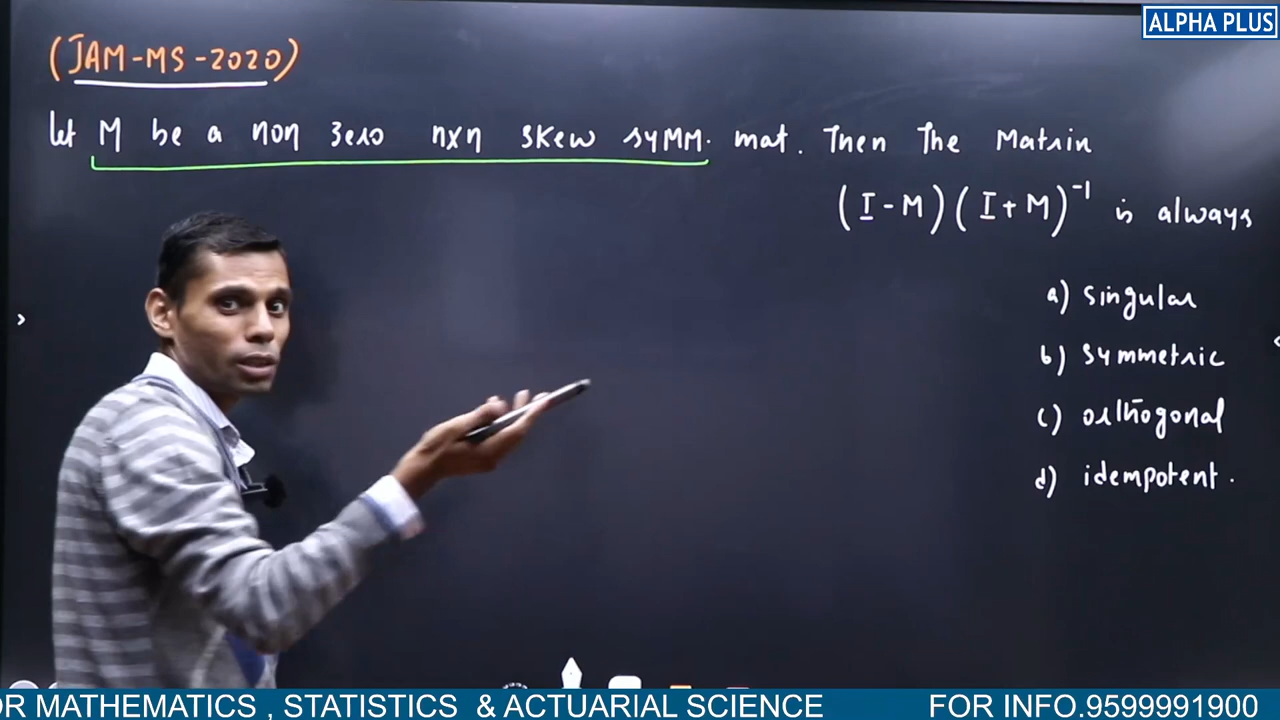 ALPHA PLUS
(JAM-MS-2020)
let M be a non zero nxn skew syMM. mat. Then The Matrix
(I-M)(I+M)⁻¹ is always
a) singular
b) symmetric
c) orthogonal
d) idempotent.
OR MATHEMATICS , STATISTICS & ACTUARIAL SCIENCE FOR INFO.9599991900